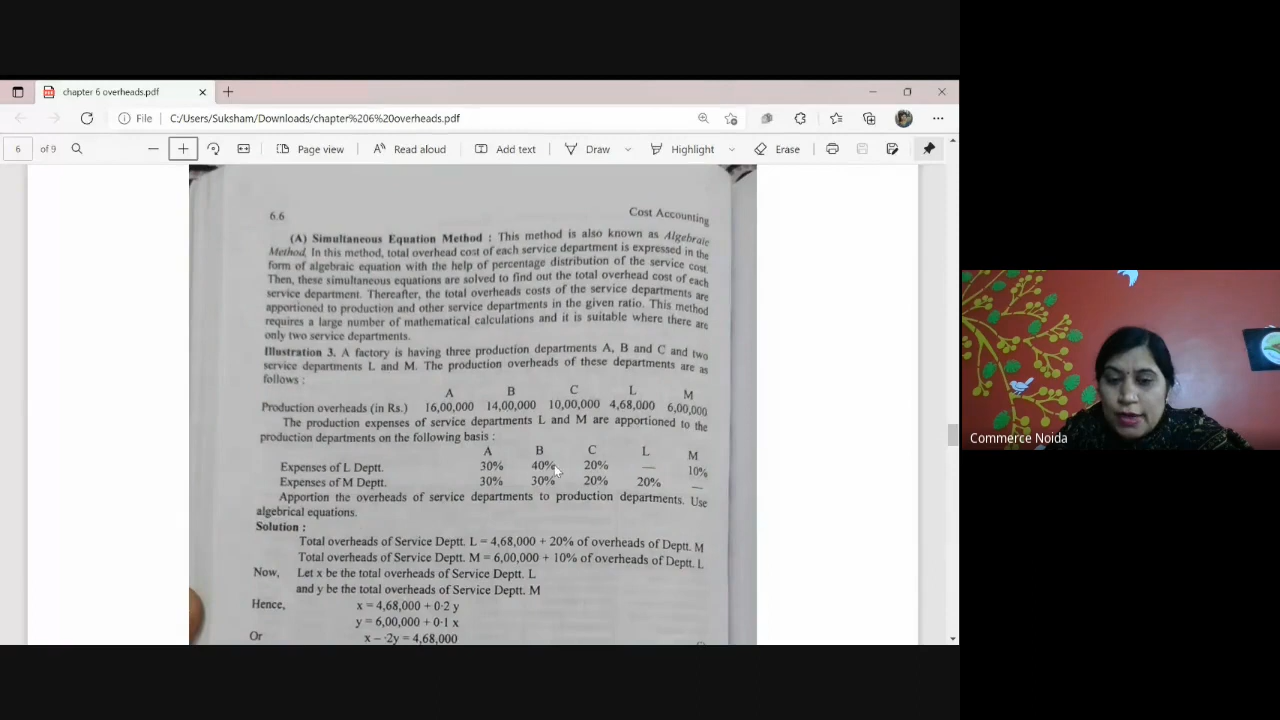 chapter 6 overheads.pdf
File
C:/Users/Suksham/Downloads/chapter%206%20overheads.pdf
6 of 9
Page view
Read aloud
Add text
Draw
Highlight
Erase
6.6
Cost Accounting
(A) Simultaneous Equation Method : This method is also known as Algebraic
Method. In this method, total overhead cost of each service department is expressed in the
form of algebraic equation with the help of percentage distribution of the service cost.
Then, these simultaneous equations are solved to find out the total overhead cost of each
service department. Thereafter, the total overheads costs of the service departments are
apportioned to production and other service departments in the given ratio. This method
requires a large number of mathematical calculations and it is suitable where there are
only two service departments.
Illustration 3. A factory is having three production departments A, B and C and two
service departments L and M. The production overheads of these departments are as
follows :
A B C L M
Production overheads (in Rs.) 16,00,000 14,00,000 10,00,000 4,68,000 6,00,000
The production expenses of service departments L and M are apportioned to the
production departments on the following basis :
A B C L M
Expenses of L Deptt. 30% 40% 20% — 10%
Expenses of M Deptt. 30% 30% 20% 20% —
Apportion the overheads of service departments to production departments. Use
algebrical equations.
Solution :
Total overheads of Service Deptt. L = 4,68,000 + 20% of overheads of Deptt. M
Total overheads of Service Deptt. M = 6,00,000 + 10% of overheads of Deptt. L
Now, Let x be the total overheads of Service Deptt. L
and y be the total overheads of Service Deptt. M
Hence, x = 4,68,000 + 0·2 y
y = 6,00,000 + 0·1 x
Or x – ·2y = 4,68,000
Commerce Noida